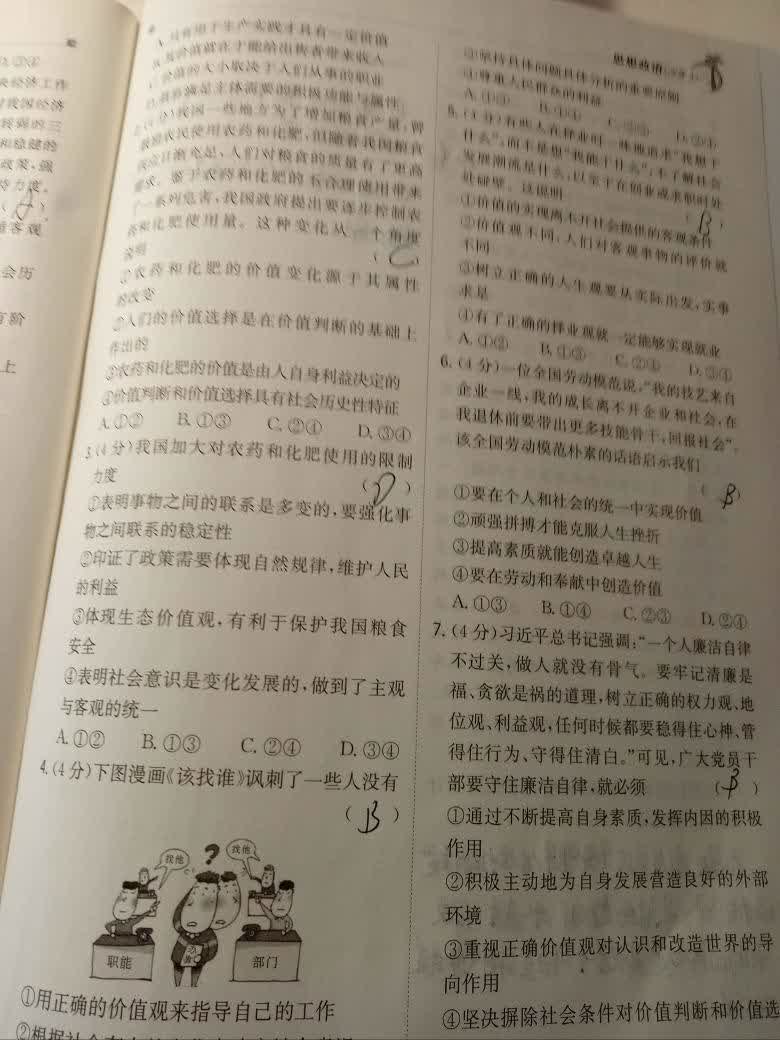 A.只有用于生产实践才具有一定价值
价值就在于能给出售者带来收入
价值的大小取决于人们从事的职业
满足主体需要的积极功能与属性
2.(4分)我国一些地方为了增加粮食产量,曾
农民使用农药和化肥,但随着我国粮食
日渐充足,人们对粮食的质量有了更高
要求。鉴于农药和化肥的不合理使用带来
了一系列危害,我国政府提出要逐步控制农
药和化肥使用量。这种变化从一个角度
说明 ( C )
①农药和化肥的价值变化源于其属性
的改变
②人们的价值选择是在价值判断的基础上
作出的
③农药和化肥的价值是由人自身利益决定的
④价值判断和价值选择具有社会历史性特征
A.①② B.①③ C.②④ D.③④
3.(4分)我国加大对农药和化肥使用的限制
力度 ( D )
①表明事物之间的联系是多变的,要强化事
物之间联系的稳定性
②印证了政策需要体现自然规律,维护人民
的利益
③体现生态价值观,有利于保护我国粮食
安全
④表明社会意识是变化发展的,做到了主观
与客观的统一
A.①② B.①③ C.②④ D.③④
4.(4分)下图漫画《该找谁》讽刺了一些人没有
( B )
找他
?
找他
职能
部门
①用正确的价值观来指导自己的工作
思想政治
③坚持具体问题具体分析的重要原则
④尊重人民群众的利益
A.①② B.①④ C.②③ D.③④
5.(4分)有些人在择业时一味地追求“我想干
什么”,而不是想“我能干什么”,不了解社会
发展潮流是什么,以至于在创业或求职时处
处碰壁。这说明 ( B )
①价值的实现离不开社会提供的客观条件
②价值观不同,人们对客观事物的评价就
不同
③树立正确的人生观要从实际出发,实事
求是
④有了正确的择业观就一定能够实现就业
A.①② B.①③ C.②④ D.③④
6.(4分)一位全国劳动模范说,“我的技艺来自
企业一线,我的成长离不开企业和社会,在
我退休前要带出更多技能骨干,回报社会”。
该全国劳动模范朴素的话语启示我们
( B )
①要在个人和社会的统一中实现价值
②顽强拼搏才能克服人生挫折
③提高素质就能创造卓越人生
④要在劳动和奉献中创造价值
A.①③ B.①④ C.②③ D.②④
7.(4分)习近平总书记强调:“一个人廉洁自律
不过关,做人就没有骨气。要牢记清廉是
福、贪欲是祸的道理,树立正确的权力观、地
位观、利益观,任何时候都要稳得住心神、管
得住行为、守得住清白。”可见,广大党员干
部要守住廉洁自律,就必须 ( B )
①通过不断提高自身素质,发挥内因的积极
作用
②积极主动地为自身发展营造良好的外部
环境
③重视正确价值观对认识和改造世界的导
向作用
④坚决摒除社会条件对价值判断和价值选